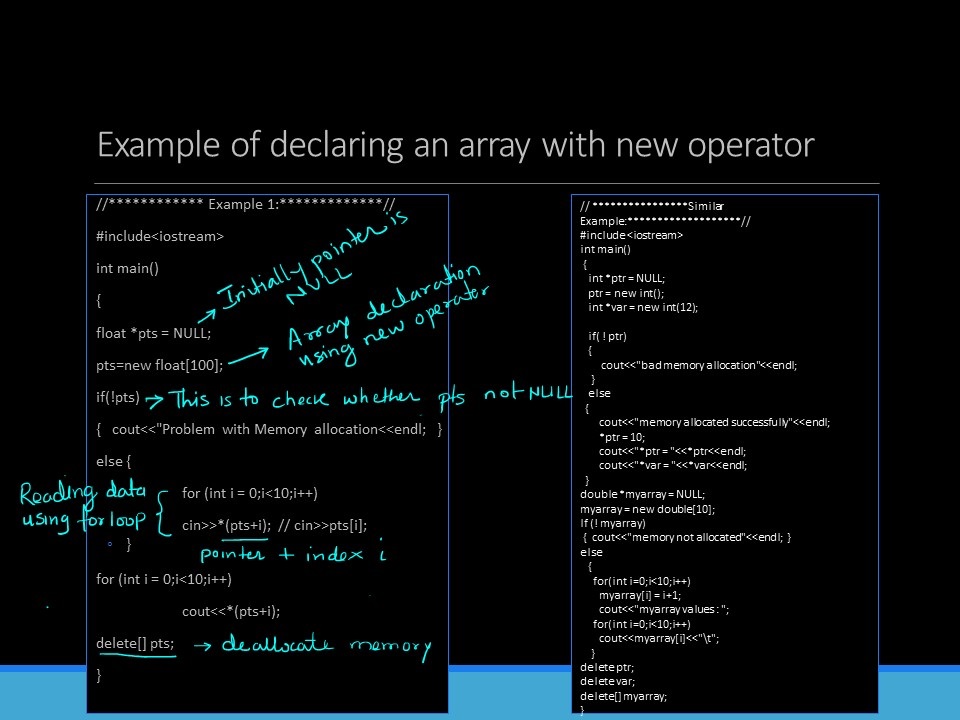 Example of declaring an array with new operator
//************ Example 1:*************//
#include<iostream>
int main()
{
float *pts = NULL;
Initially pointer is
NULL
pts=new float[100];
Array declaration
using new operator
if(!pts)
This is to check whether pts not NULL
{ cout<<"Problem with Memory allocation<<endl; }
else {
Reading data
using for loop
for (int i = 0;i<10;i++)
cin>>*(pts+i); // cin>>pts[i];
pointer + index i
}
for (int i = 0;i<10;i++)
cout<<*(pts+i);
delete[] pts;
deallocate memory
}
// ****************Similar
Example:*******************//
#include <iostream>
int main()
{
int *ptr = NULL;
ptr = new int();
int *var = new int(12);
if( ! ptr)
{
cout<<"bad memory allocation"<<endl;
}
else
{
cout<<"memory allocated successfully"<<endl;
*ptr = 10;
cout<<"*ptr = "<<*ptr<<endl;
cout<<"*var = "<<*var<<endl;
}
double *myarray = NULL;
myarray = new double[10];
If (! myarray)
{ cout<<"memory not allocated"<<endl; }
else
{
for(int i=0;i<10;i++)
myarray[i] = i+1;
cout<<"myarray values : ";
for(int i=0;i<10;i++)
cout<<myarray[i]<<"\t";
}
delete ptr;
delete var;
delete[] myarray;
}